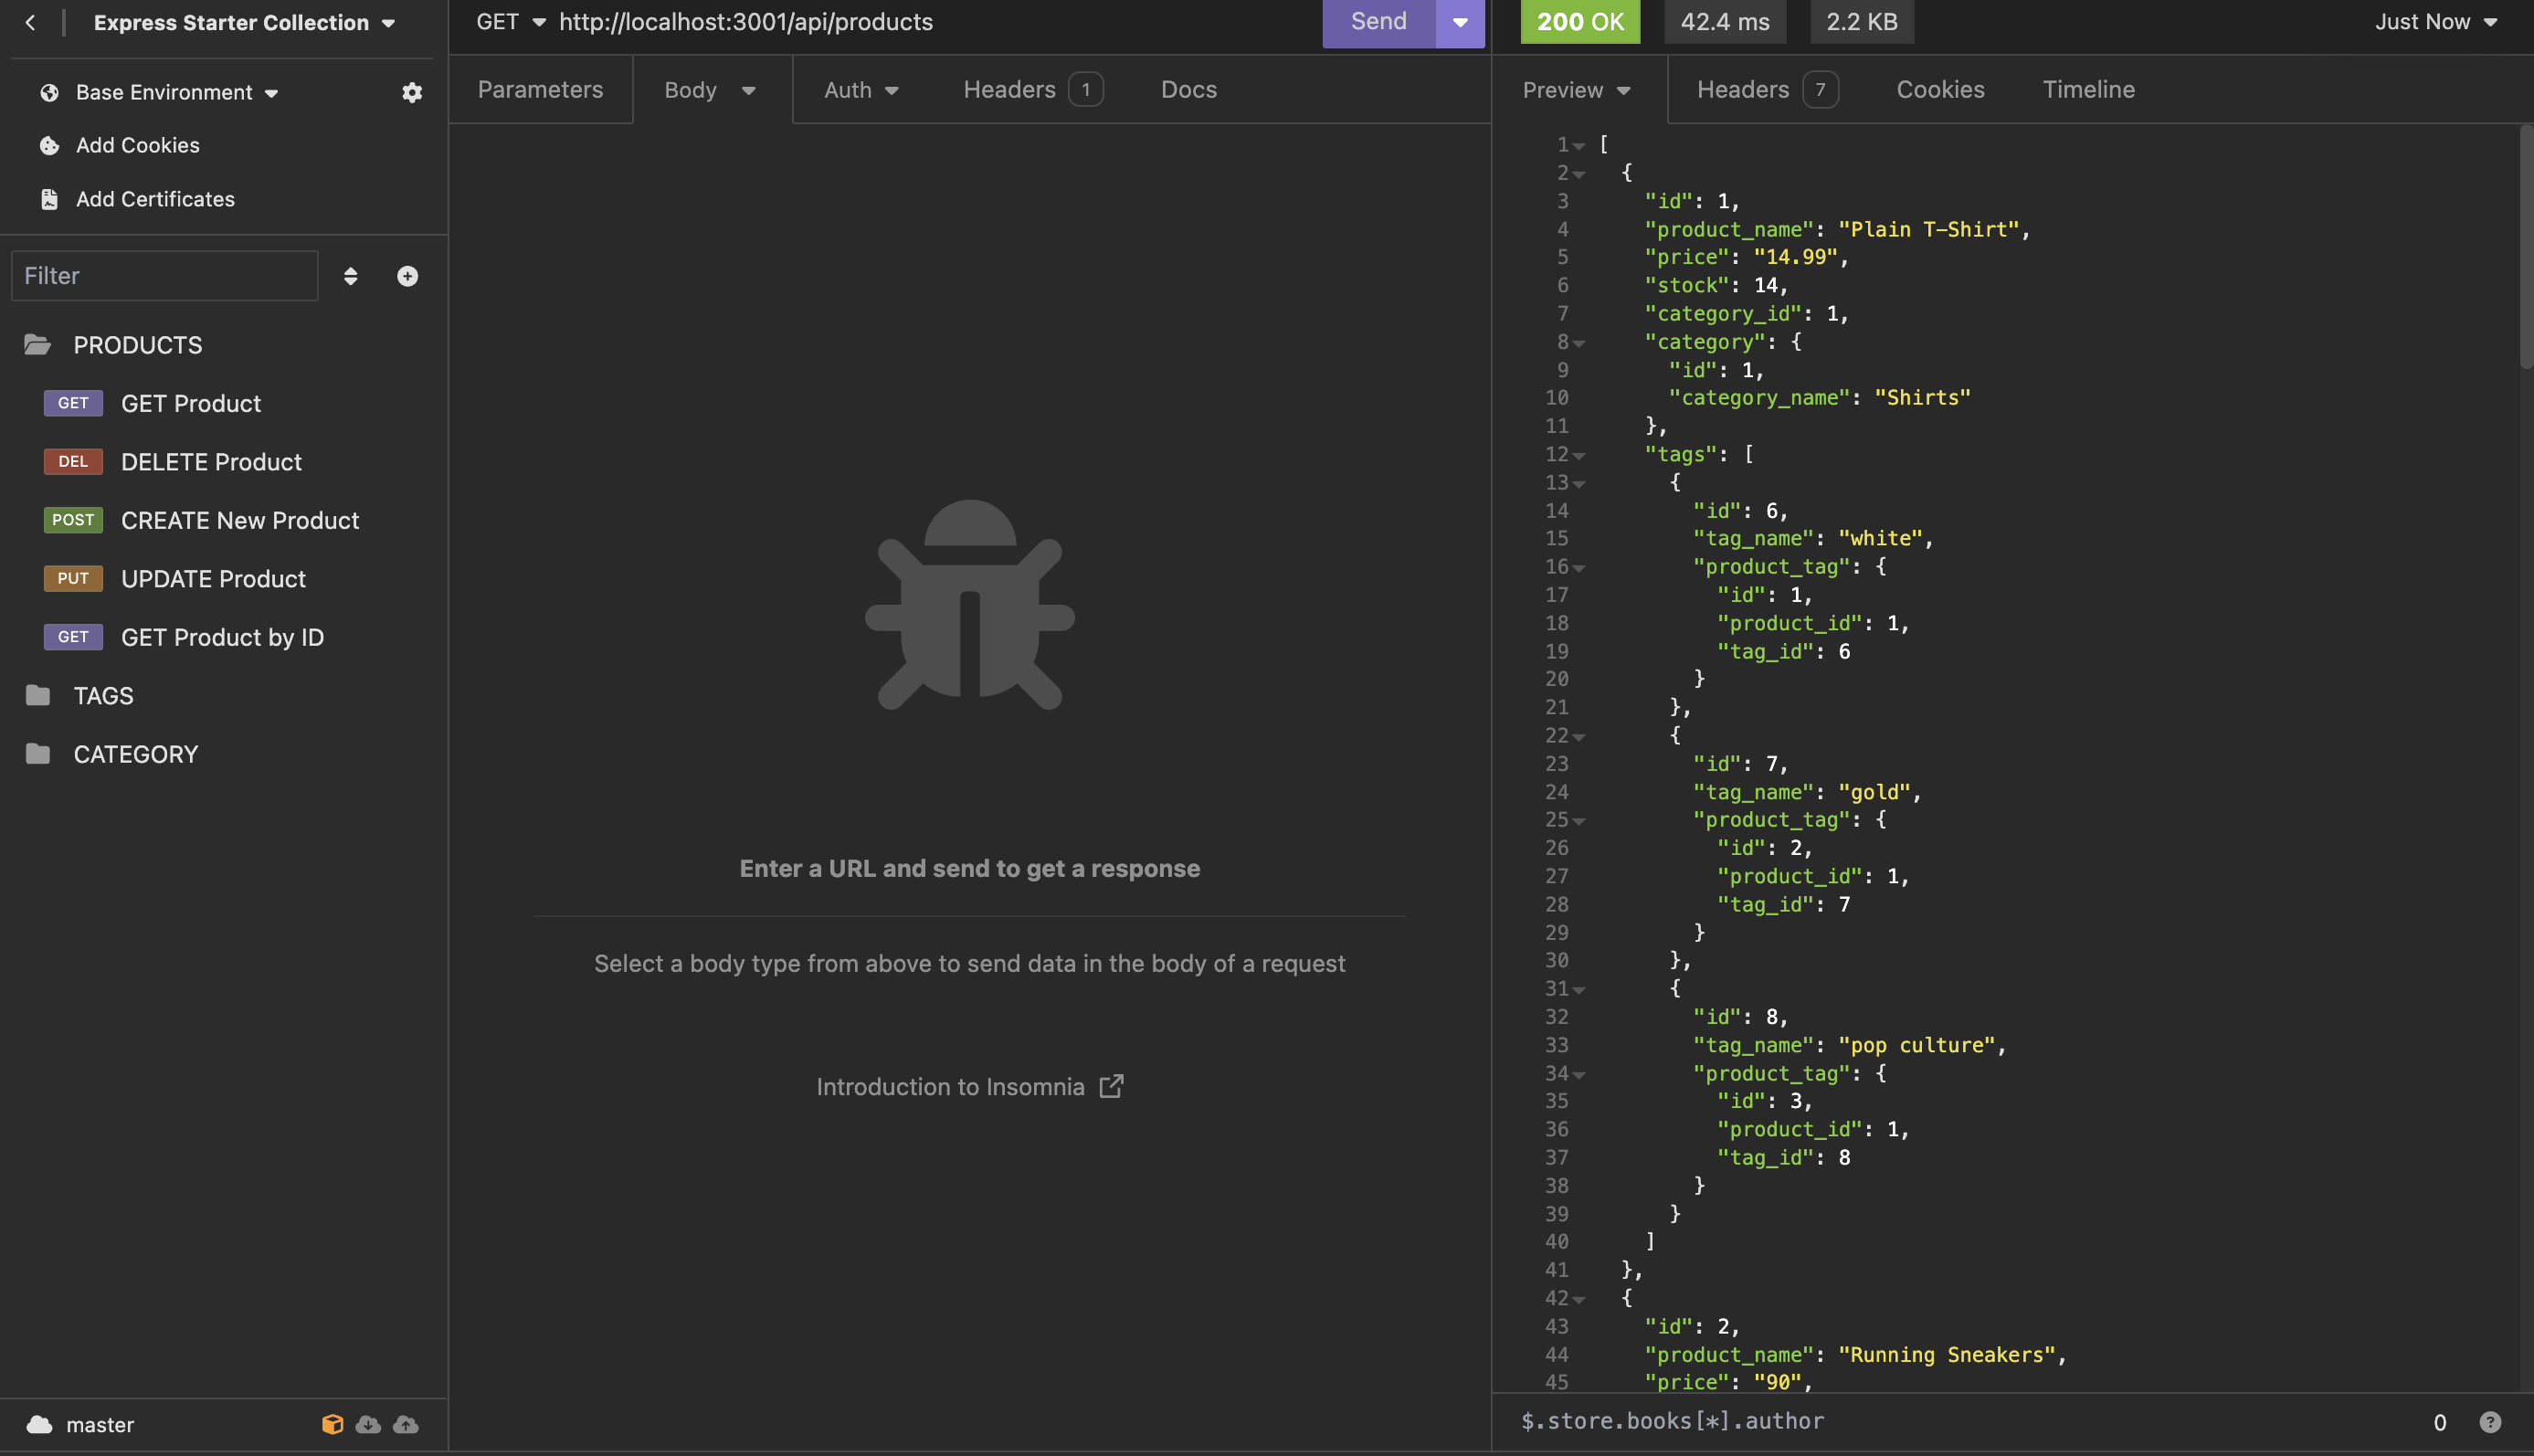 Express Starter Collection
Base Environment
Add Cookies
Add Certificates
Filter
PRODUCTS
GET GET Product
DEL DELETE Product
POST CREATE New Product
PUT UPDATE Product
GET GET Product by ID
TAGS
CATEGORY
master
GET http://localhost:3001/api/products Send
Parameters Body Auth Headers 1 Docs
Enter a URL and send to get a response
Select a body type from above to send data in the body of a request
Introduction to Insomnia
200 OK 42.4 ms 2.2 KB Just Now
Preview Headers 7 Cookies Timeline
1 [
2 {
3 "id": 1,
4 "product_name": "Plain T-Shirt",
5 "price": "14.99",
6 "stock": 14,
7 "category_id": 1,
8 "category": {
9 "id": 1,
10 "category_name": "Shirts"
11 },
12 "tags": [
13 {
14 "id": 6,
15 "tag_name": "white",
16 "product_tag": {
17 "id": 1,
18 "product_id": 1,
19 "tag_id": 6
20 }
21 },
22 {
23 "id": 7,
24 "tag_name": "gold",
25 "product_tag": {
26 "id": 2,
27 "product_id": 1,
28 "tag_id": 7
29 }
30 },
31 {
32 "id": 8,
33 "tag_name": "pop culture",
34 "product_tag": {
35 "id": 3,
36 "product_id": 1,
37 "tag_id": 8
38 }
39 }
40 ]
41 },
42 {
43 "id": 2,
44 "product_name": "Running Sneakers",
45 "price": "90",
$.store.books[*].author 0 ?